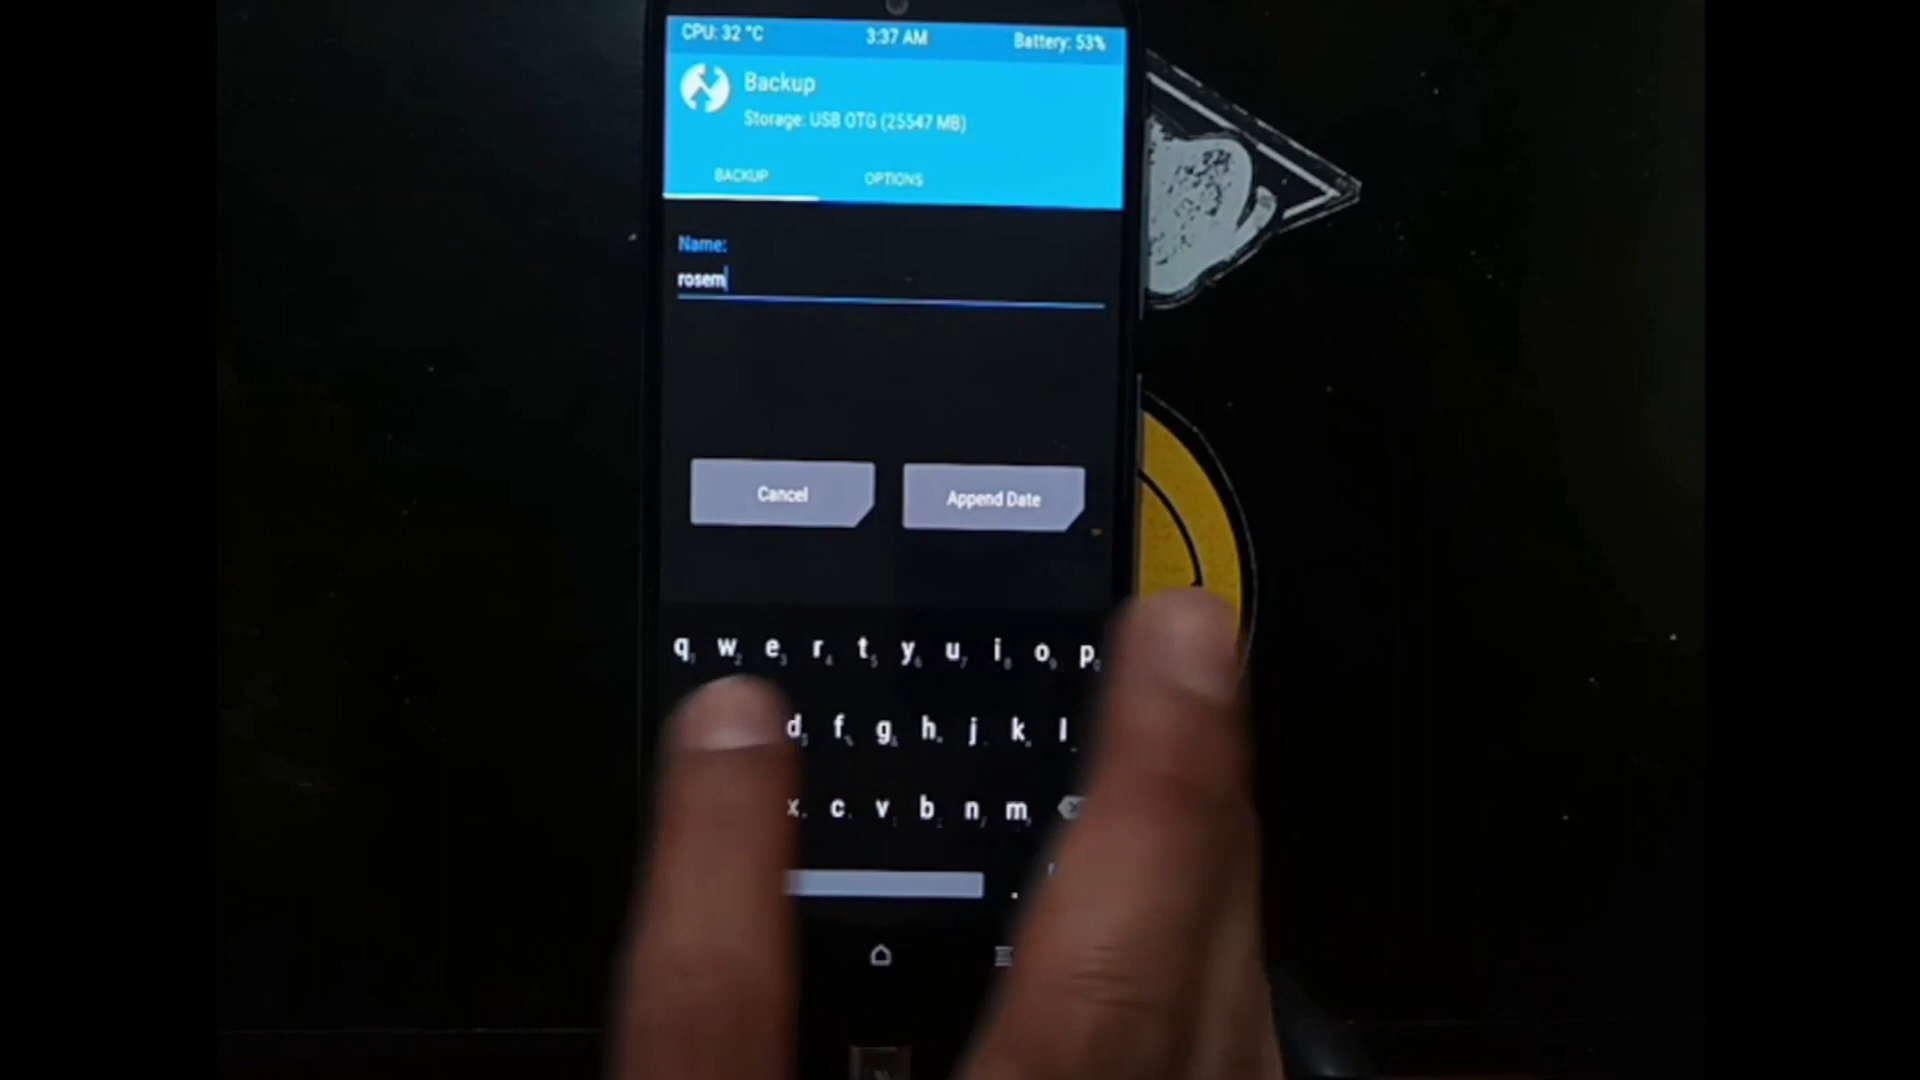 CPU: 32 °C 3:37 AM Battery: 53%
Backup
Storage: USB OTG (25547 MB)
BACKUP OPTIONS
Name:
rosem
Cancel Append Date
q w e r t y u i o p
d f g h j k l
x c v b n m
.